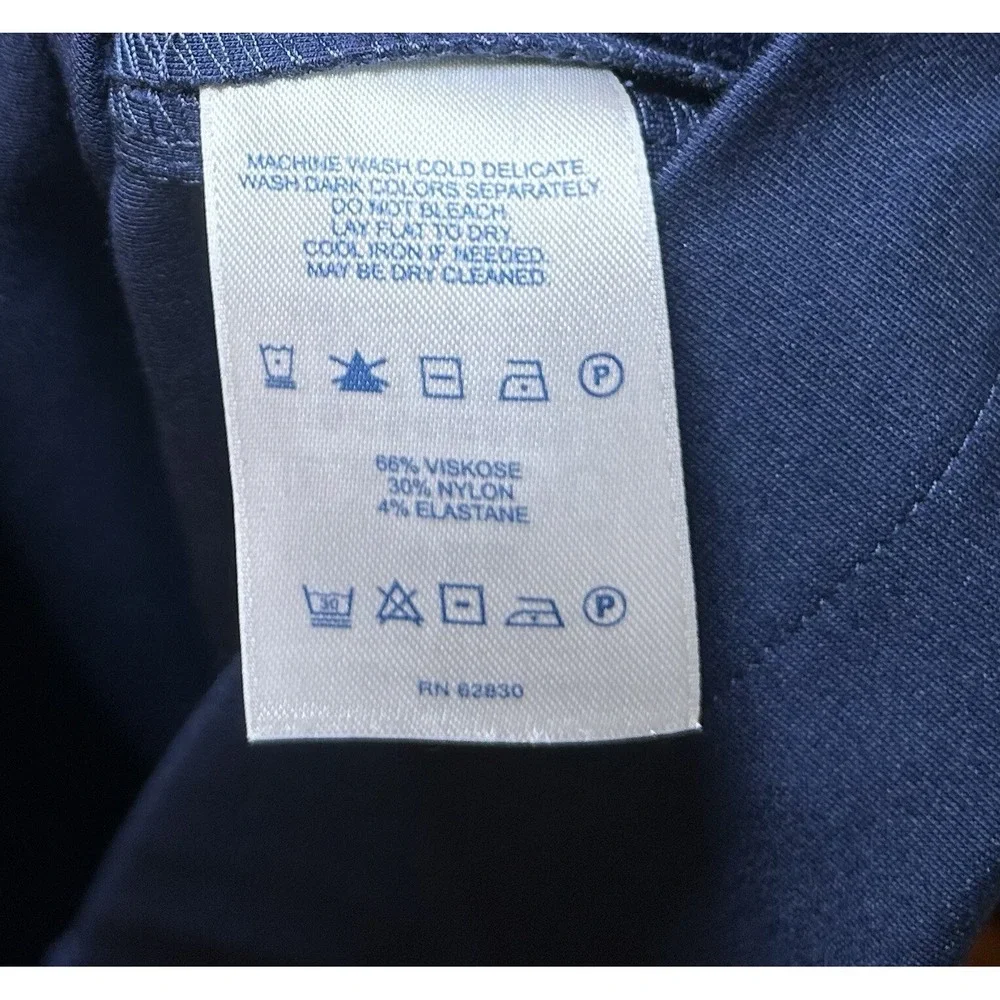 MACHINE WASH COLD DELICATE.
WASH DARK COLORS SEPARATELY.
DO NOT BLEACH.
LAY FLAT TO DRY.
COOL IRON IF NEEDED.
MAY BE DRY CLEANED.
P
66% VISKOSE
30% NYLON
4% ELASTANE
30 P
RN 62830